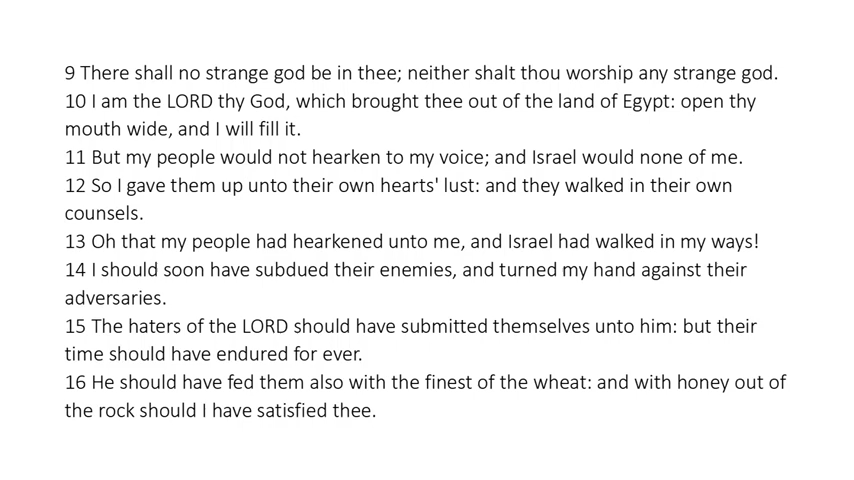 9 There shall no strange god be in thee; neither shalt thou worship any strange god.
10 I am the LORD thy God, which brought thee out of the land of Egypt: open thy
mouth wide, and I will fill it.
11 But my people would not hearken to my voice; and Israel would none of me.
12 So I gave them up unto their own hearts' lust: and they walked in their own
counsels.
13 Oh that my people had hearkened unto me, and Israel had walked in my ways!
14 I should soon have subdued their enemies, and turned my hand against their
adversaries.
15 The haters of the LORD should have submitted themselves unto him: but their
time should have endured for ever.
16 He should have fed them also with the finest of the wheat: and with honey out of
the rock should I have satisfied thee.